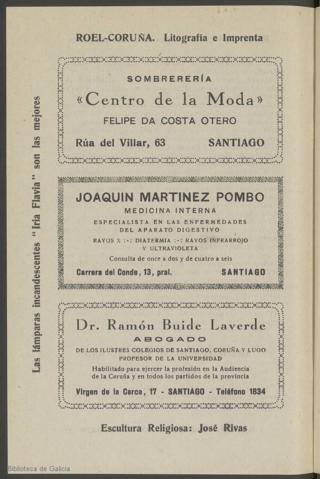 ROEL-CORUÑA. Litografía e Imprenta
Las lámparas incandescentes "Iria Flavia" son las mejores
SOMBRERERÍA
«Centro de la Moda»
FELIPE DA COSTA OTERO
Rúa del Villar, 63 SANTIAGO
JOAQUIN MARTINEZ POMBO
MEDICINA INTERNA
ESPECIALISTA EN LAS ENFERMEDADES
DEL APARATO DIGESTIVO
RAYOS X :-: DIATERMIA :-: RAYOS INFRARROJO
Y ULTRAVIOLETA
Consulta de once a dos y de cuatro a seis
Carrera del Conde, 13, pral. SANTIAGO
Dr. Ramón Buide Laverde
ABOGADO
DE LOS ILUSTRES COLEGIOS DE SANTIAGO, CORUÑA Y LUGO
PROFESOR DE LA UNIVERSIDAD
Habilitado para ejercer la profesión en la Audiencia
de la Coruña y en todos los partidos de la provincia
Virgen de la Cerca, 17 - SANTIAGO - Teléfono 1834
Escultura Religiosa: José Rivas
Biblioteca de Galicia